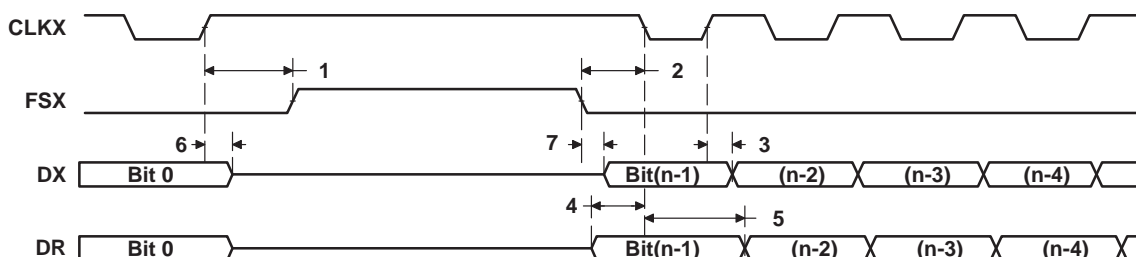 CLKX
1 2
FSX
6 7 3
DX Bit 0 Bit(n-1) (n-2) (n-3) (n-4)
4 5
DR Bit 0 Bit(n-1) (n-2) (n-3) (n-4)